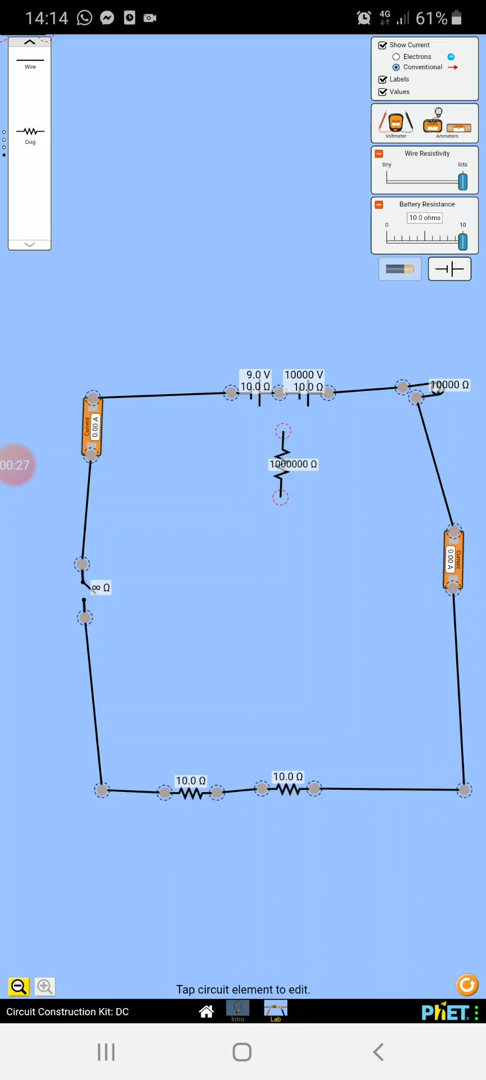 14:14
4G
61%
Wire
Dog
Show Current
Electrons
Conventional
Labels
Values
Voltmeter
Ammeters
Wire Resistivity
tiny
lots
Battery Resistance
10.0 ohms
0
10
9.0 V
10.0 Ω
10000 V
10.0 Ω
10000 Ω
Current
0.00 A
1000000 Ω
00:27
Current
0.00 A
∞ Ω
10.0 Ω
10.0 Ω
Tap circuit element to edit.
Circuit Construction Kit: DC
Intro
Lab
PhET